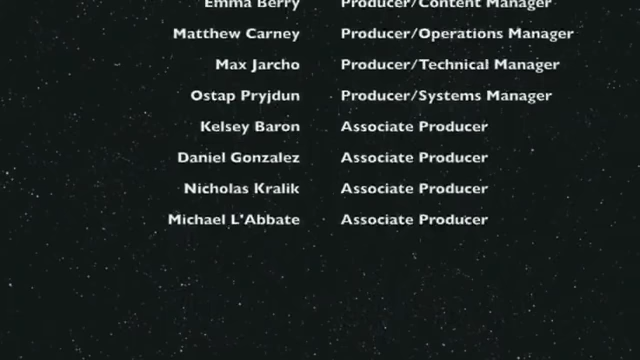 Emma Berry Producer/Content Manager
Matthew Carney Producer/Operations Manager
Max Jarcho Producer/Technical Manager
Ostap Pryjdun Producer/Systems Manager
Kelsey Baron Associate Producer
Daniel Gonzalez Associate Producer
Nicholas Kralik Associate Producer
Michael L'Abbate Associate Producer